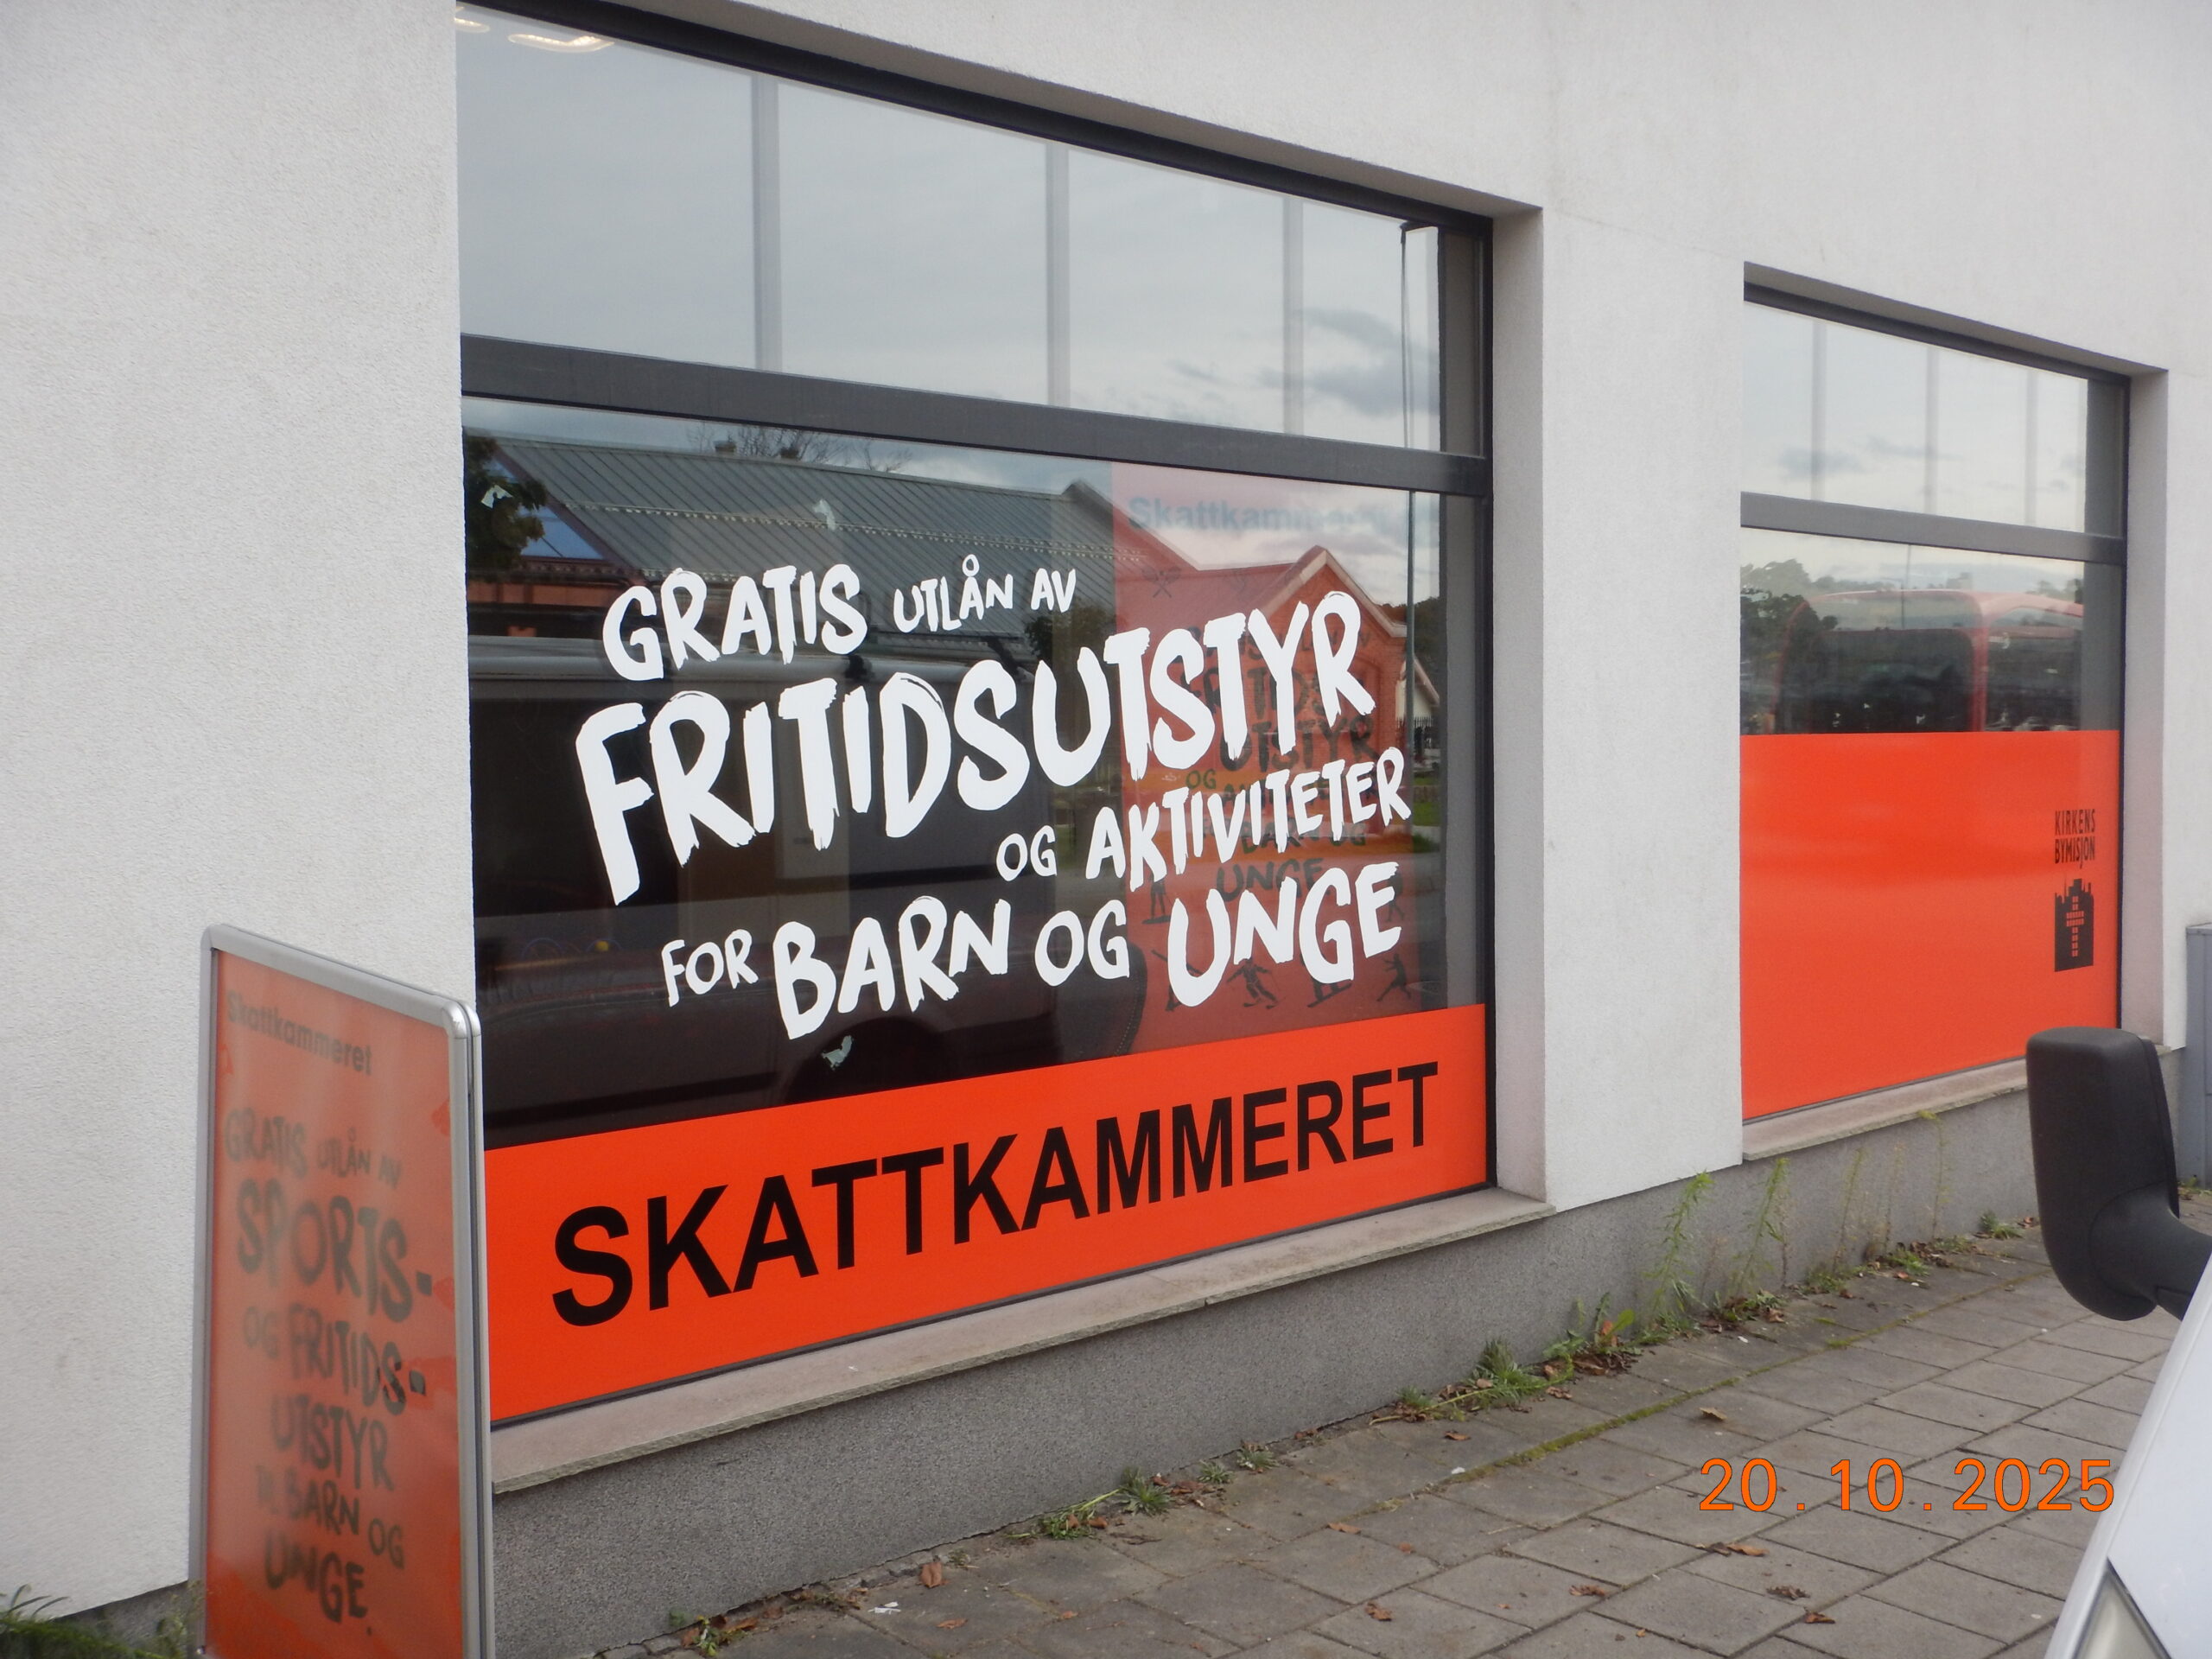 GRATIS UTLÅN AV
FRITIDSUTSTYR
OG AKTIVITETER
FOR BARN OG UNGE
SKATTKAMMERET
Skattkammeret
GRATIS UTLÅN AV
SPORTS-
OG FRITIDS-
UTSTYR
TIL BARN OG
UNGE.
KIRKENS
BYMISJON
20.10.2025